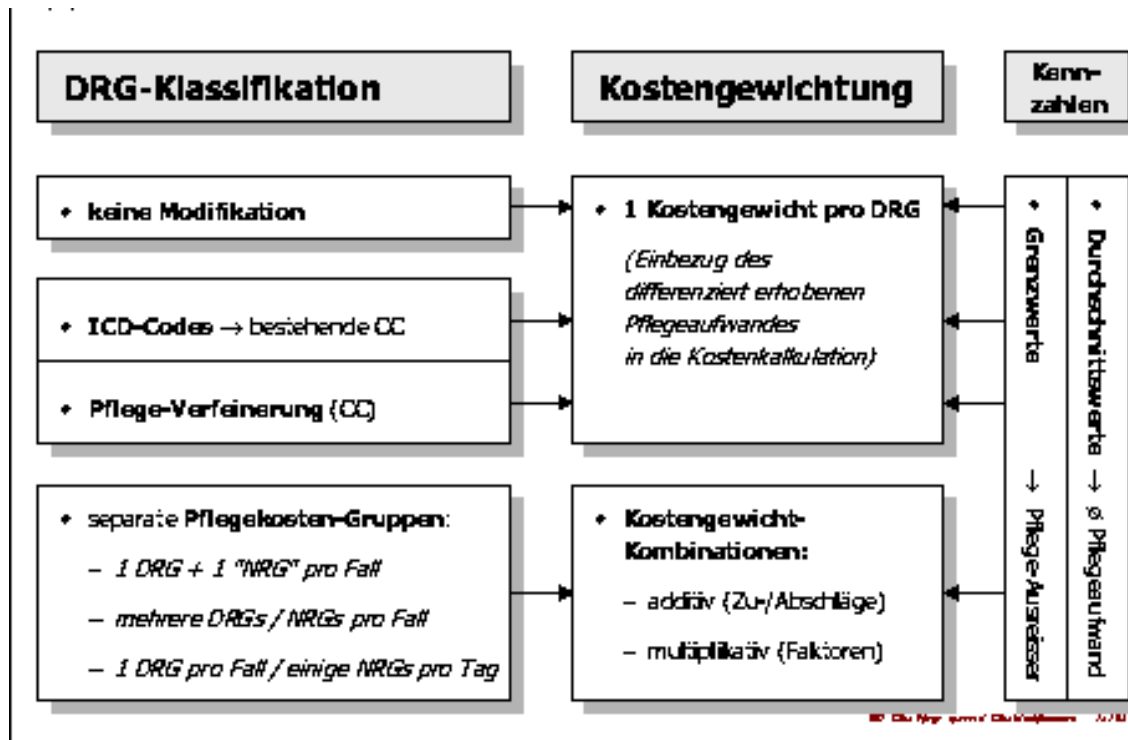 DRG-Klassifikation
Kostengewichtung
Kenn-
zahlen
• keine Modifikation
• ICD-Codes → bestehende CC
• Pflege-Verfeinerung (CC)
• separate Pflegekosten-Gruppen:
– 1 DRG + 1 "NRG" pro Fall
– mehrere DRGs / NRGs pro Fall
– 1 DRG pro Fall / einige NRGs pro Tag
• 1 Kostengewicht pro DRG
(Einbezug des
differenziert erhobenen
Pflegeaufwandes
in die Kostenkalkulation)
• Kostengewicht-
Kombinationen:
– additiv (Zu-/Abschläge)
– multiplikativ (Faktoren)
• Grenzwerte → Pflege-Ausreisser
• Durchschnittswerte → ø Pflegeaufwand